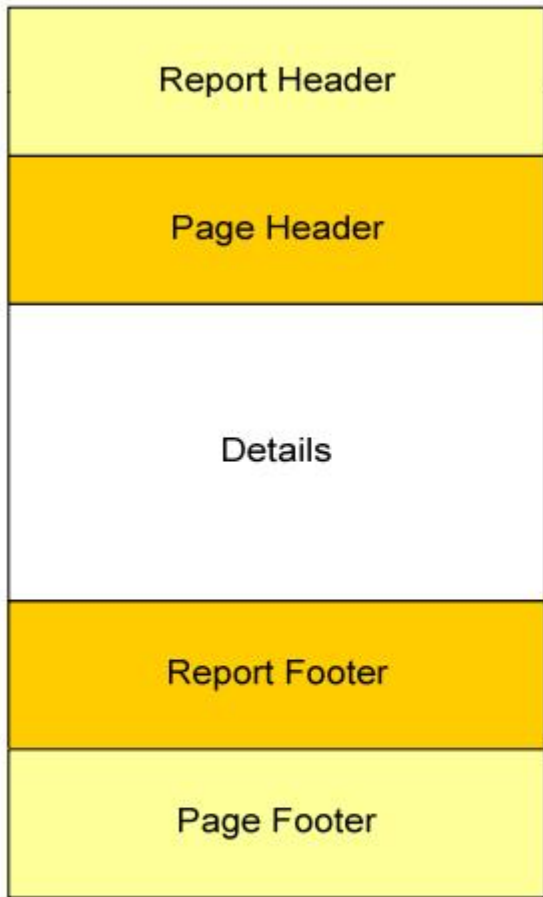 Report Header
Page Header
Details
Report Footer
Page Footer